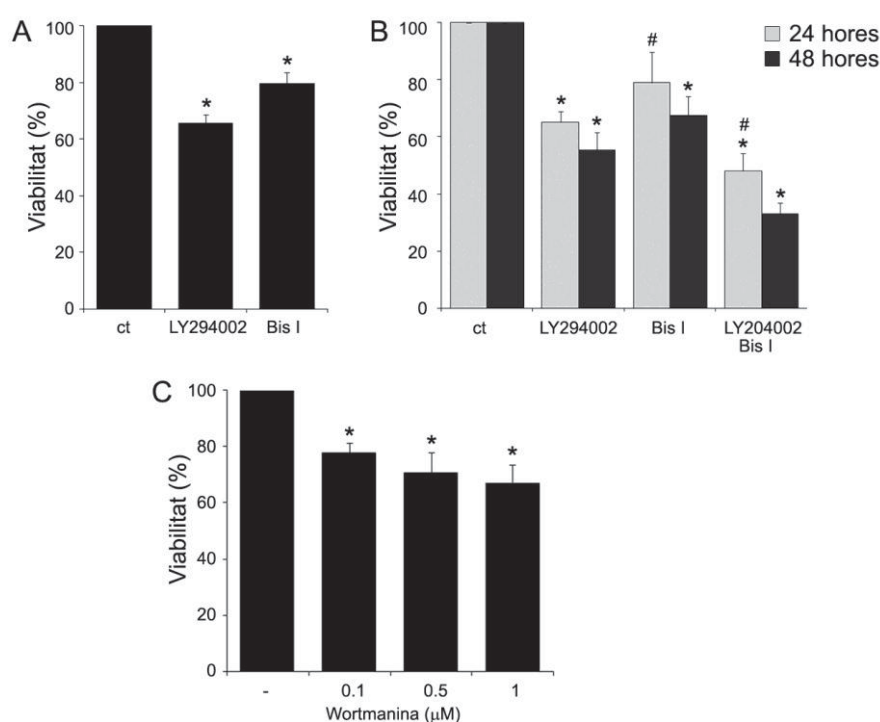 A
Viabilitat (%)
100
80
60
40
20
0
*
*
ct
LY294002
Bis I
B
24 hores
48 hores
Viabilitat (%)
100
80
60
40
20
0
*
*
#
*
#
*
*
ct
LY294002
Bis I
LY204002
Bis I
C
Viabilitat (%)
100
80
60
40
20
0
*
*
*
-
0.1
0.5
1
Wortmanina (μM)